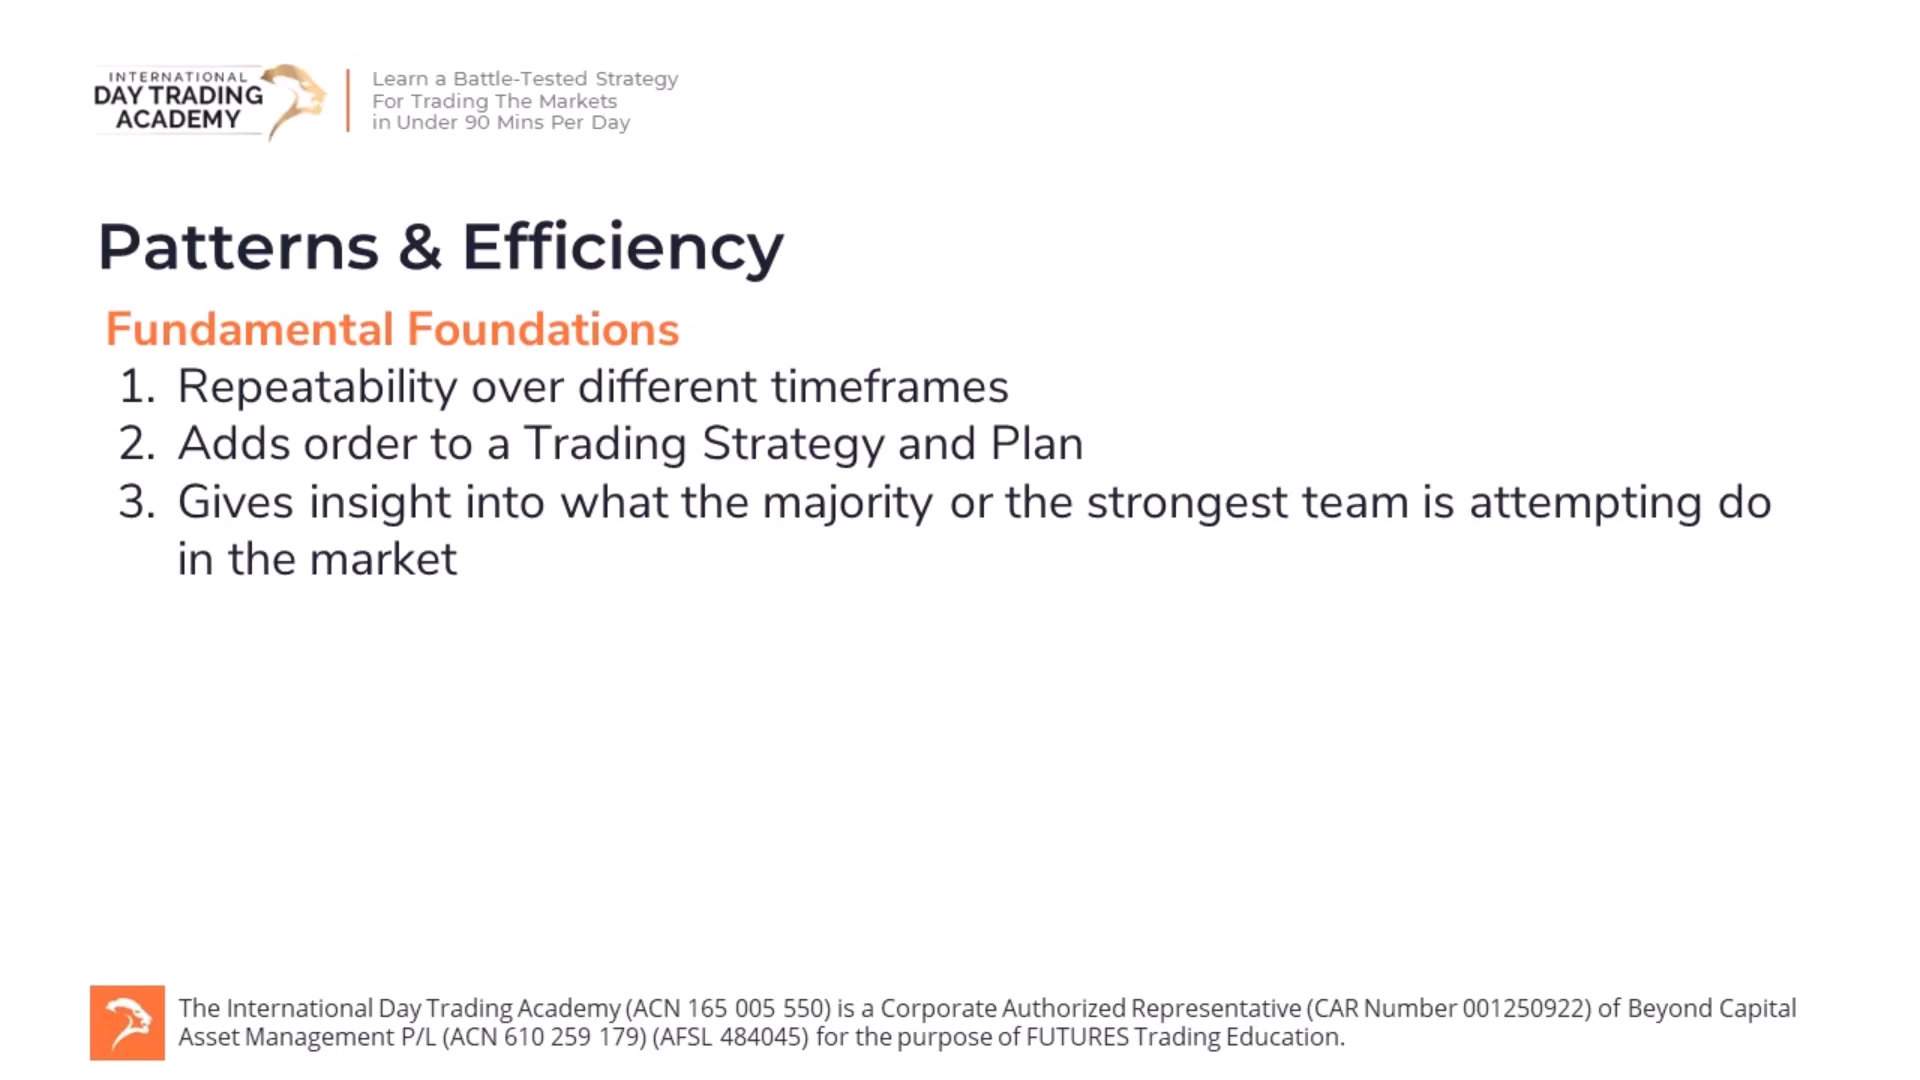 INTERNATIONAL
DAY TRADING
ACADEMY
Learn a Battle-Tested Strategy
For Trading The Markets
in Under 90 Mins Per Day
Patterns & Efficiency
Fundamental Foundations
1. Repeatability over different timeframes
2. Adds order to a Trading Strategy and Plan
3. Gives insight into what the majority or the strongest team is attempting do
in the market
The International Day Trading Academy (ACN 165 005 550) is a Corporate Authorized Representative (CAR Number 001250922) of Beyond Capital
Asset Management P/L (ACN 610 259 179) (AFSL 484045) for the purpose of FUTURES Trading Education.